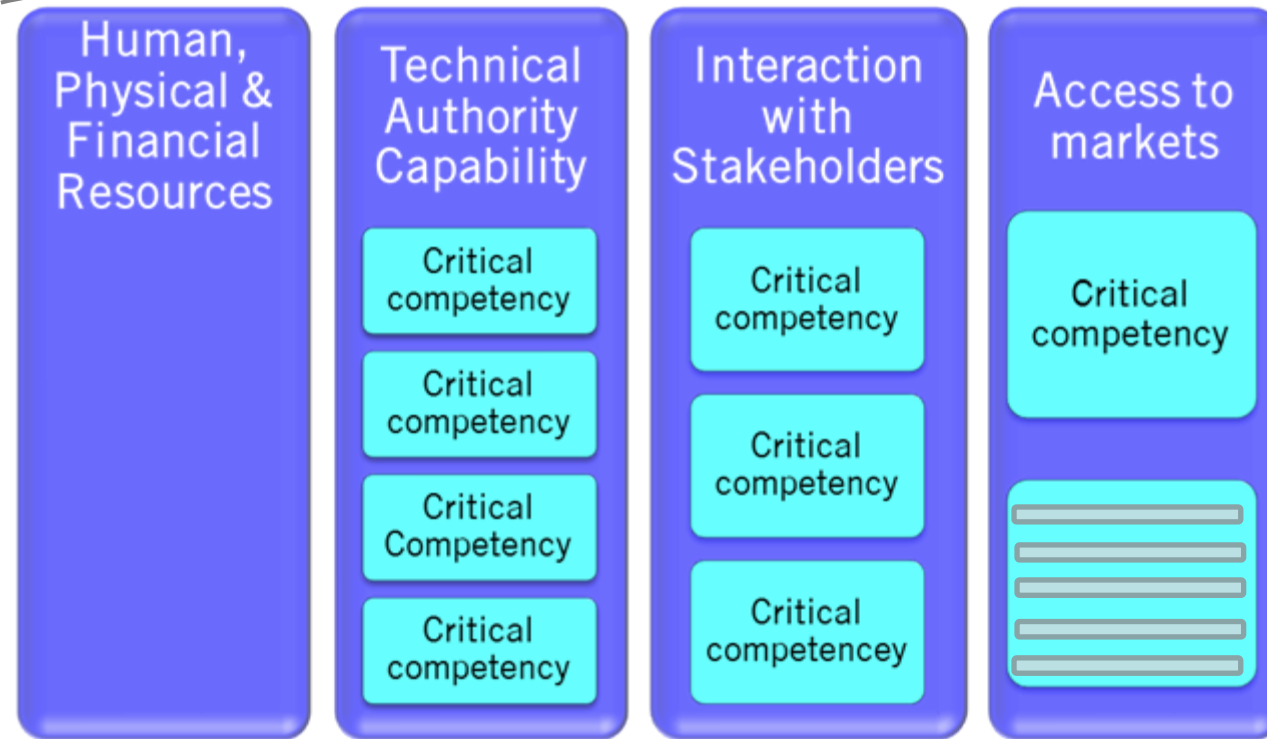 Human,
Physical &
Financial
Resources
Technical
Authority
Capability
Critical
competency
Critical
competency
Critical
Competency
Critical
competency
Interaction
with
Stakeholders
Critical
competency
Critical
competency
Critical
competencey
Access to
markets
Critical
competency